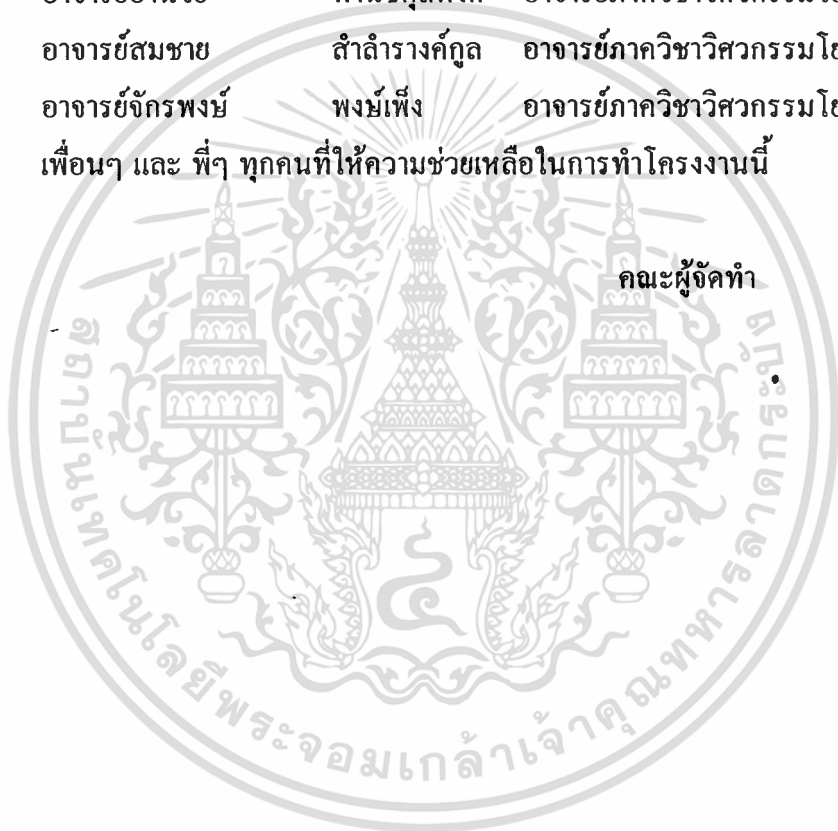 อาจารย์สมชาย สำลำรางค์กูล อาจารย์ภาควิชาวิศวกรรมโย
อาจารย์จักรพงษ์ พงษ์เพ็ง อาจารย์ภาควิชาวิศวกรรมโย
เพื่อนๆ และ พี่ๆ ทุกคนที่ให้ความช่วยเหลือในการทำโครงงานนี้
คณะผู้จัดทำ
สถาบันเทคโนโลยีพระจอมเกล้าเจ้าคุณทหารลาดกระบัง
๔